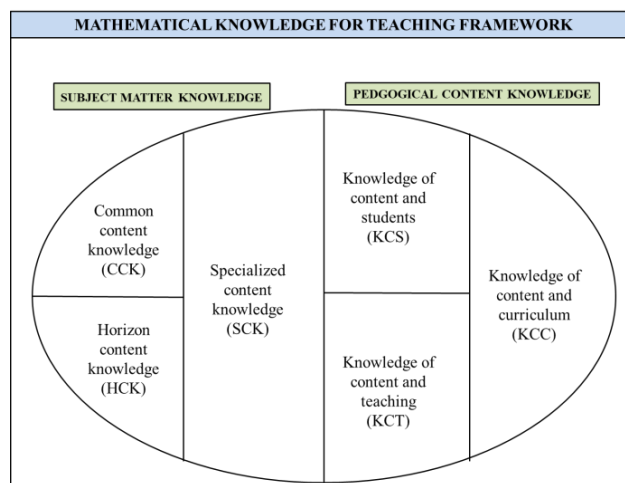 MATHEMATICAL KNOWLEDGE FOR TEACHING FRAMEWORK
SUBJECT MATTER KNOWLEDGE
PEDGOGICAL CONTENT KNOWLEDGE
Common
content
knowledge
(CCK)
Horizon
content
knowledge
(HCK)
Specialized
content
knowledge
(SCK)
Knowledge of
content and
students
(KCS)
Knowledge of
content and
teaching
(KCT)
Knowledge of
content and
curriculum
(KCC)